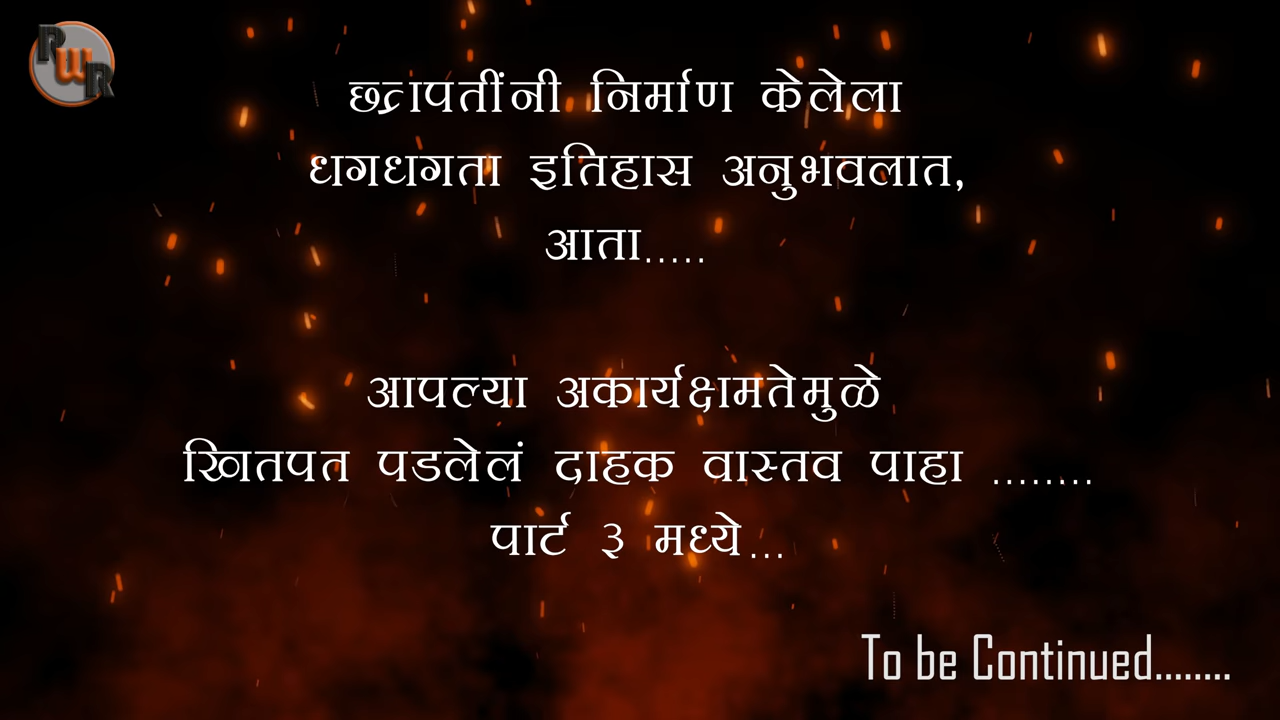 RWR
छत्रपतींनी निर्माण केलेला
धगधगता इतिहास अनुभवलात,
आता.....
आपल्या अकार्यक्षमतेमुळे
खितपत पडलेलं दाहक वास्तव पाहा ........
पार्ट ३ मध्ये...
To be Continued........